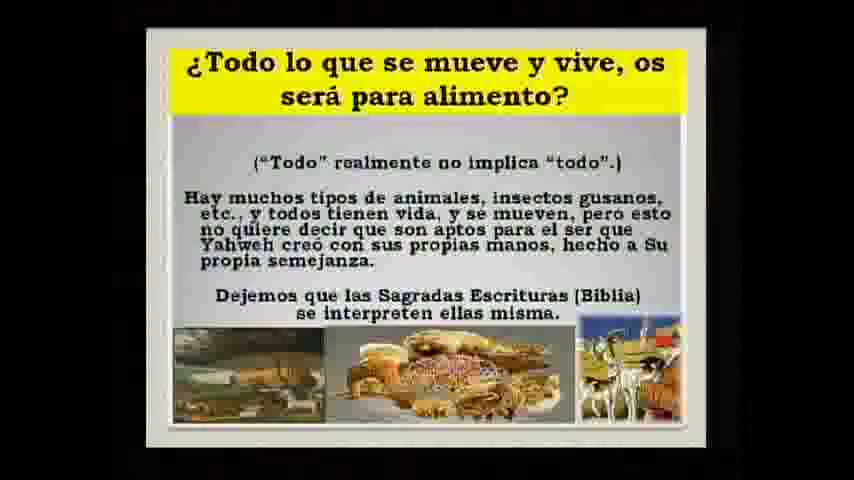 ¿Todo lo que se mueve y vive, os
será para alimento?
(“Todo” realmente no implica “todo”.)
Hay muchos tipos de animales, insectos gusanos,
etc., y todos tienen vida, y se mueven, pero esto
no quiere decir que son aptos para el ser que
Yahweh creó con sus propias manos, hecho a Su
propia semejanza.
Dejemos que las Sagradas Escrituras (Biblia)
se interpreten ellas misma.